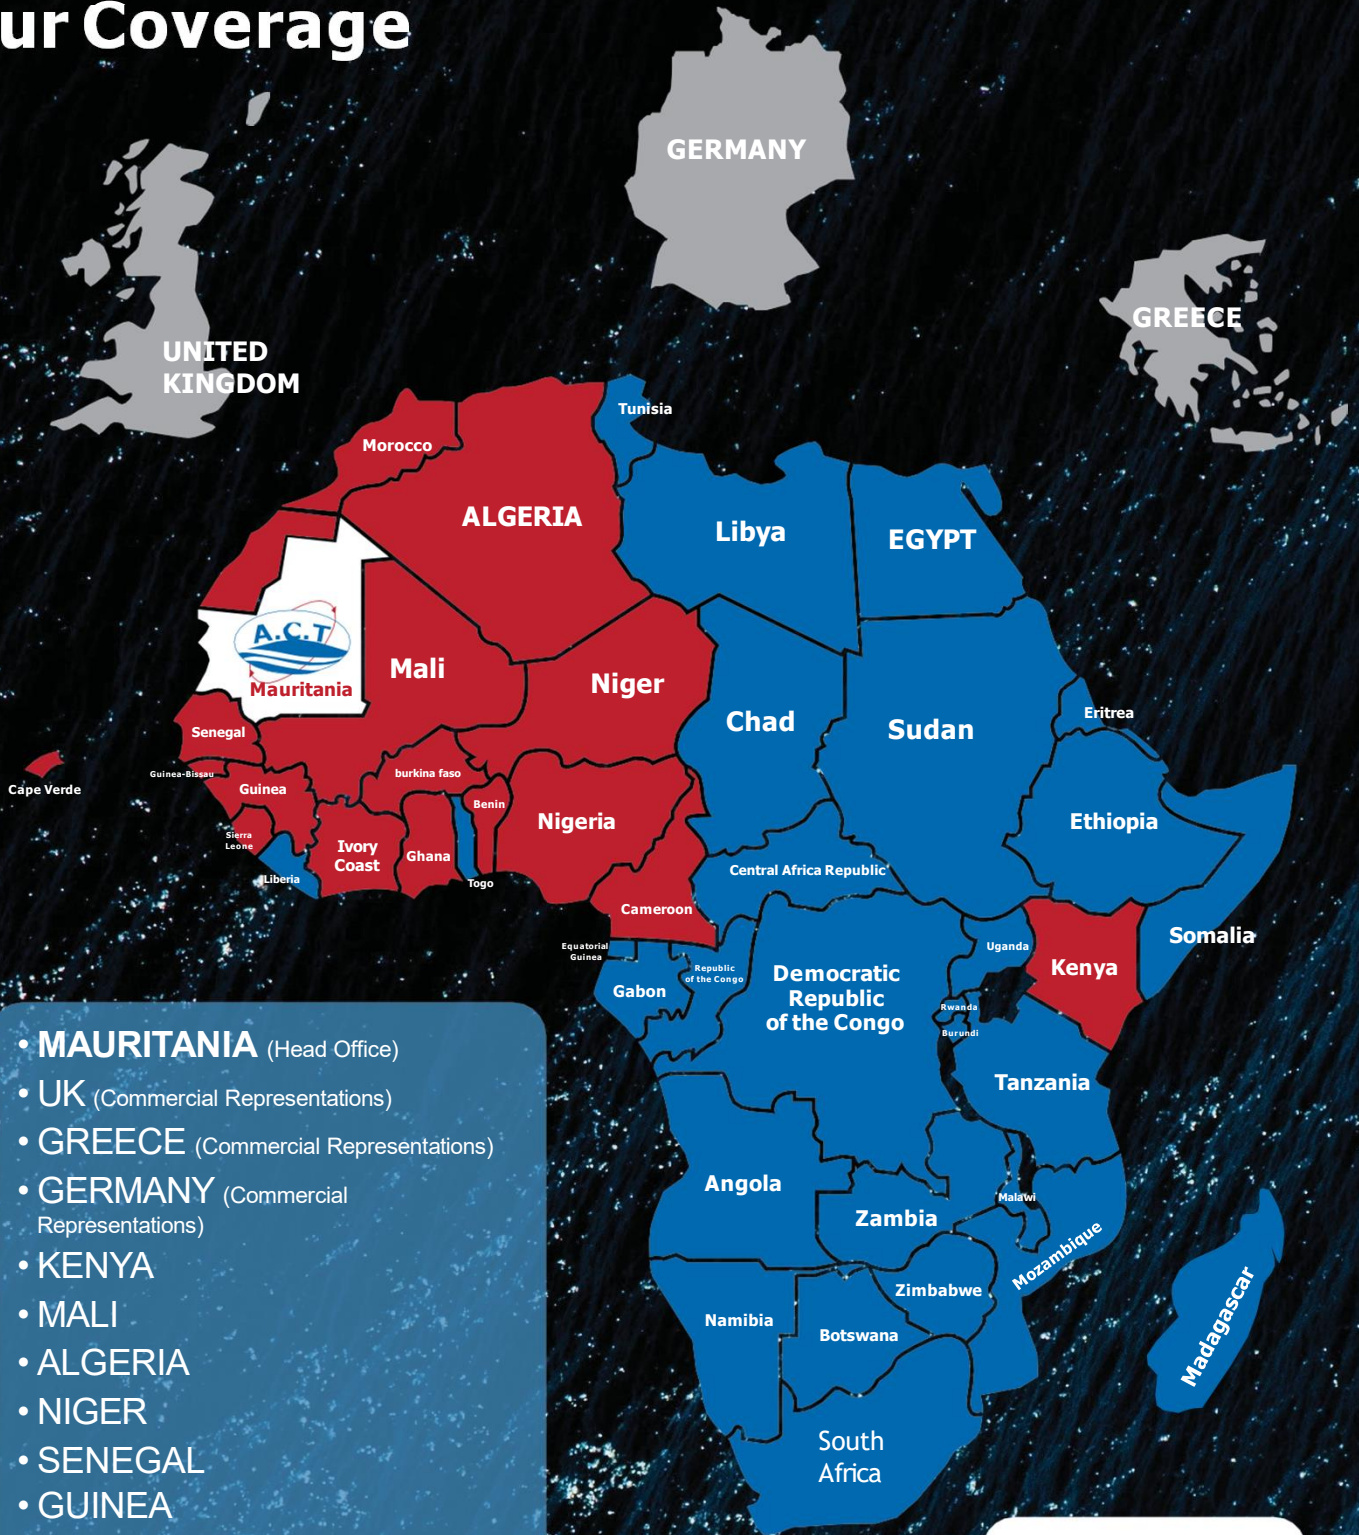 ur Coverage
GERMANY
GREECE
UNITED
KINGDOM
Tunisia
Morocco
ALGERIA
Libya
EGYPT
A.C.T
Mauritania
Mali
Niger
Chad
Sudan
Eritrea
Senegal
Guinea-Bissau
Cape Verde
Guinea
burkina faso
Benin
Nigeria
Ethiopia
Sierra
Leone
Ivory
Coast
Ghana
Liberia
Togo
Central Africa Republic
Cameroon
Equatorial
Guinea
Republic
of the Congo
Gabon
Democratic
Republic
of the Congo
Uganda
Kenya
Somalia
Rwanda
Burundi
Tanzania
Angola
Zambia
Malawi
Mozambique
Zimbabwe
Namibia
Botswana
Madagascar
South
Africa
• MAURITANIA (Head Office)
• UK (Commercial Representations)
• GREECE (Commercial Representations)
• GERMANY (Commercial
Representations)
• KENYA
• MALI
• ALGERIA
• NIGER
• SENEGAL
• GUINEA